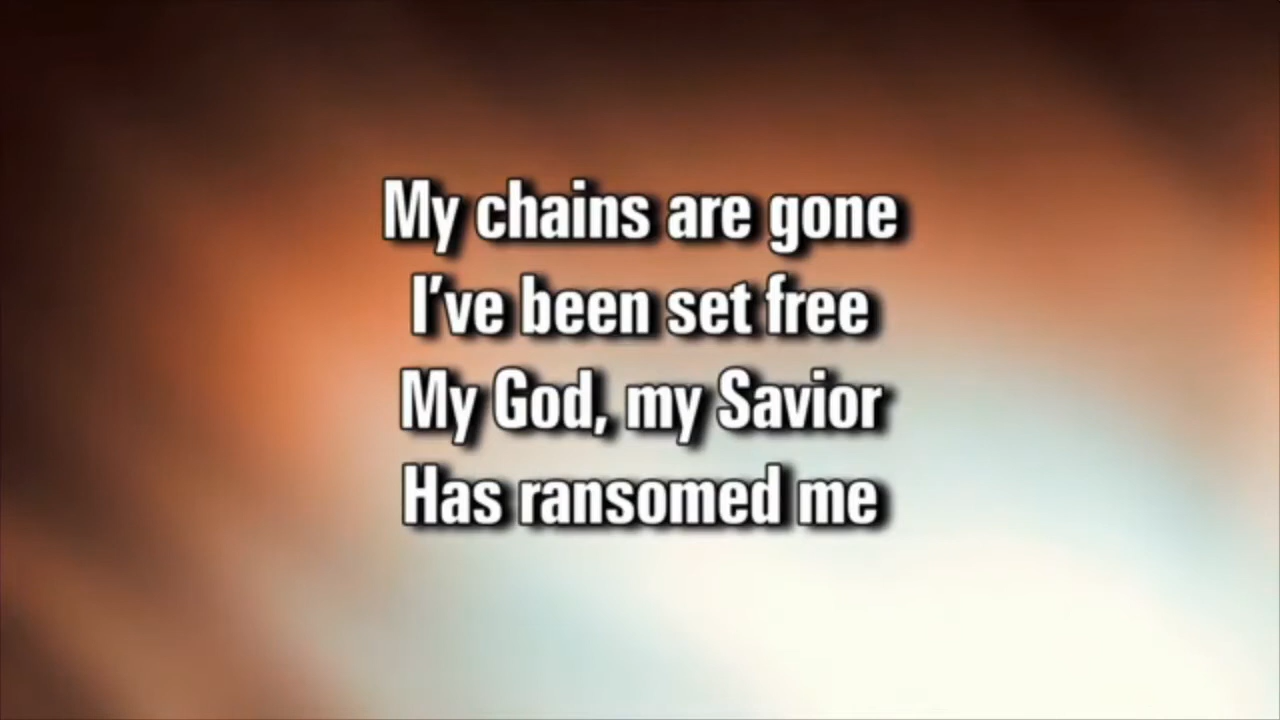 My chains are gone
I've been set free
My God, my Savior
Has ransomed me